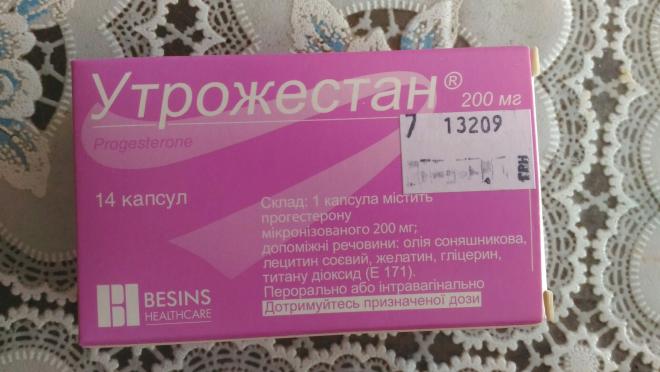 Утрожестан® 200 мг
Progesterone
7 13209
ГРН
14 капсул
Склад: 1 капсула містить
прогестерону
мікронізованого 200 мг;
допоміжні речовини: олія соняшникова,
лецитин соєвий, желатин, гліцерин,
титану діоксид (Е 171).
Перорально або інтравагінально
Дотримуйтесь призначеної дози
BESINS
HEALTHCARE